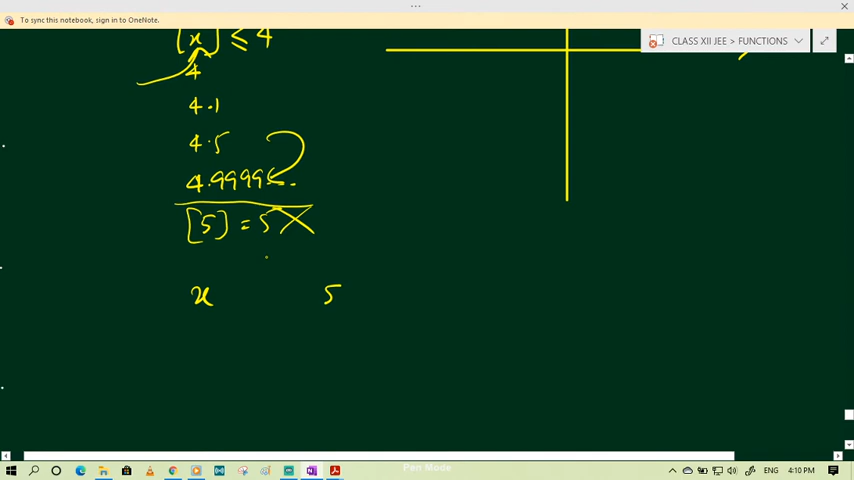 To sync this notebook, sign in to OneNote.
CLASS XII JEE > FUNCTIONS
[x] ≤ 4
4
4.1
4.5
4.9999...
[5] = 5
x 5
Pen Mode
ENG 4:10 PM